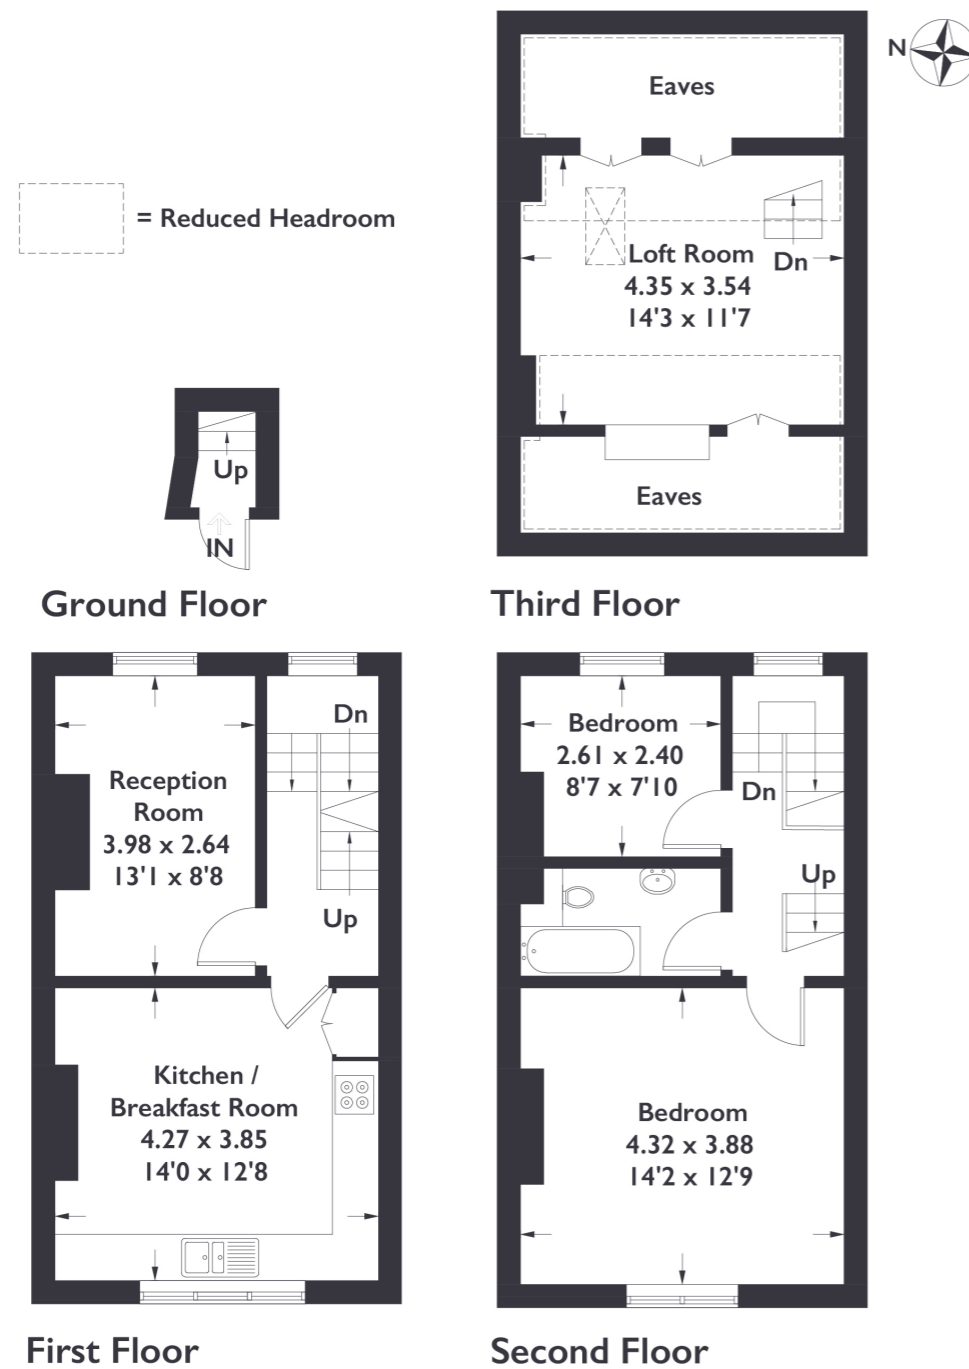 N
= Reduced Headroom
Eaves
Loft Room
4.35 x 3.54
14'3 x 11'7
Dn
Eaves
Third Floor
Up
IN
Ground Floor
Dn
Reception
Room
3.98 x 2.64
13'1 x 8'8
Up
Kitchen /
Breakfast Room
4.27 x 3.85
14'0 x 12'8
First Floor
Bedroom
2.61 x 2.40
8'7 x 7'10
Dn
Up
Bedroom
4.32 x 3.88
14'2 x 12'9
Second Floor